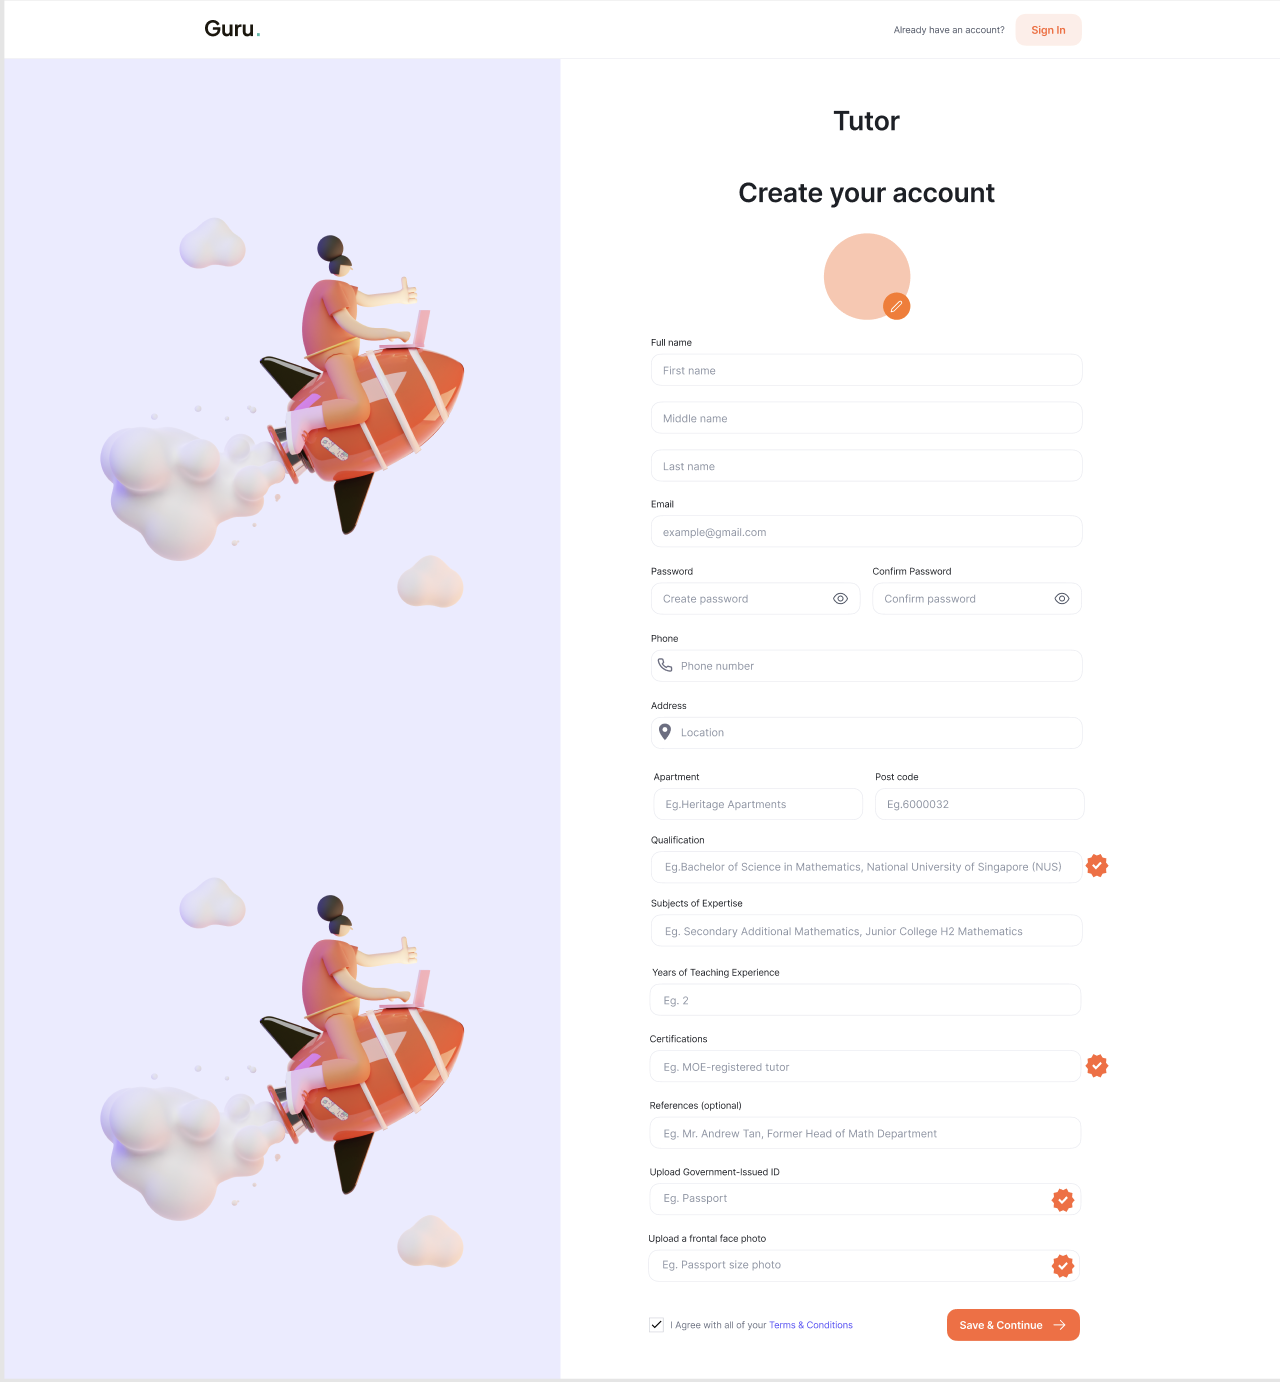 Guru.
Already have an account?
Sign In
Tutor
Create your account
Full name
First name
Middle name
Last name
Email
example@gmail.com
Password
Confirm Password
Create password
Confirm password
Phone
Phone number
Address
Location
Apartment
Post code
Eg.Heritage Apartments
Eg.6000032
Qualification
Eg.Bachelor of Science in Mathematics, National University of Singapore (NUS)
Subjects of Expertise
Eg. Secondary Additional Mathematics, Junior College H2 Mathematics
Years of Teaching Experience
Eg. 2
Certifications
Eg. MOE-registered tutor
References (optional)
Eg. Mr. Andrew Tan, Former Head of Math Department
Upload Government-Issued ID
Eg. Passport
Upload a frontal face photo
Eg. Passport size photo
I Agree with all of your Terms & Conditions
Save & Continue